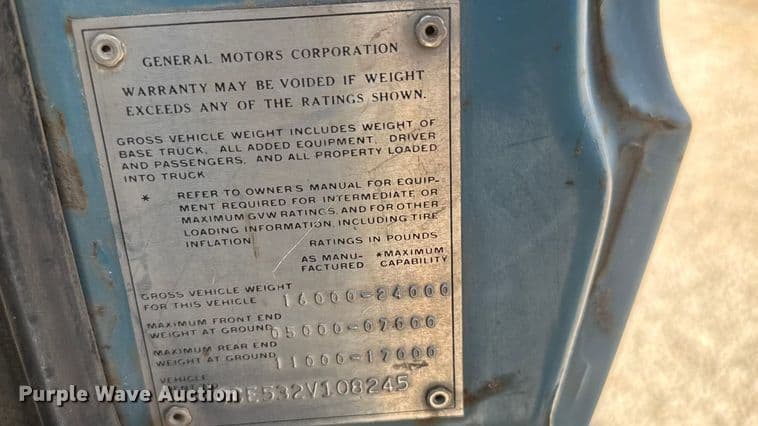 GENERAL MOTORS CORPORATION
WARRANTY MAY BE VOIDED IF WEIGHT
EXCEEDS ANY OF THE RATINGS SHOWN.
GROSS VEHICLE WEIGHT INCLUDES WEIGHT OF
BASE TRUCK, ALL ADDED EQUIPMENT, DRIVER
AND PASSENGERS, AND ALL PROPERTY LOADED
INTO TRUCK
* REFER TO OWNER'S MANUAL FOR EQUIP-
MENT REQUIRED FOR INTERMEDIATE OR
MAXIMUM GVW RATINGS, AND FOR OTHER
LOADING INFORMATION, INCLUDING TIRE
INFLATION
RATINGS IN POUNDS
AS MANU- *MAXIMUM
FACTURED CAPABILITY
GROSS VEHICLE WEIGHT
FOR THIS VEHICLE 16000-24000
MAXIMUM FRONT END
WEIGHT AT GROUND 05000-07000
MAXIMUM REAR END
WEIGHT AT GROUND 11000-17000
VEHICLE
E532V108245
Purple Wave Auction